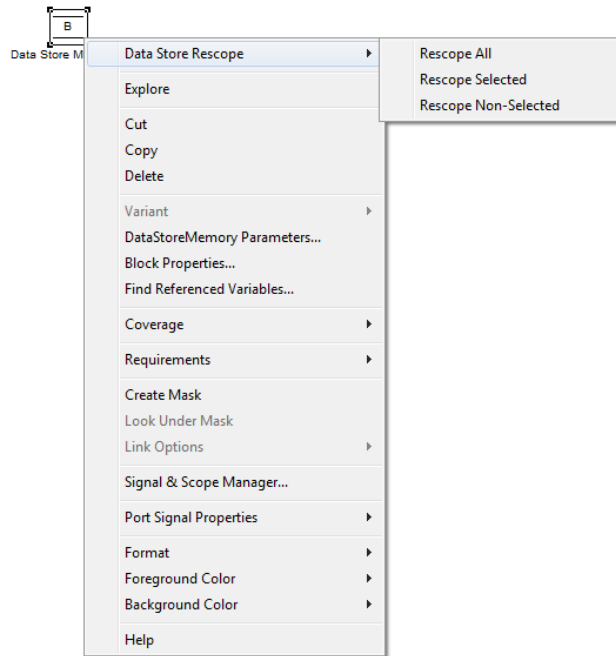 B
Data Store M
Data Store Rescope
Rescope All
Rescope Selected
Rescope Non-Selected
Explore
Cut
Copy
Delete
Variant
DataStoreMemory Parameters...
Block Properties...
Find Referenced Variables...
Coverage
Requirements
Create Mask
Look Under Mask
Link Options
Signal & Scope Manager...
Port Signal Properties
Format
Foreground Color
Background Color
Help